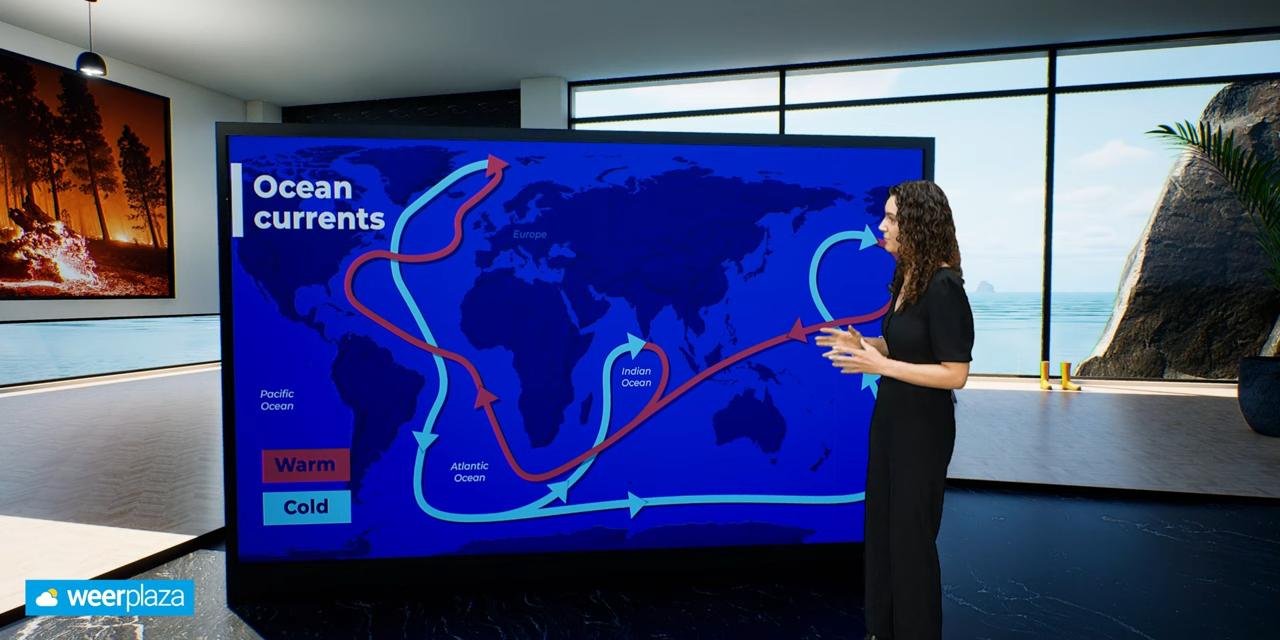 Ocean
currents
Europe
Indian
Ocean
Pacific
Ocean
Atlantic
Ocean
Warm
Cold
weerplaza